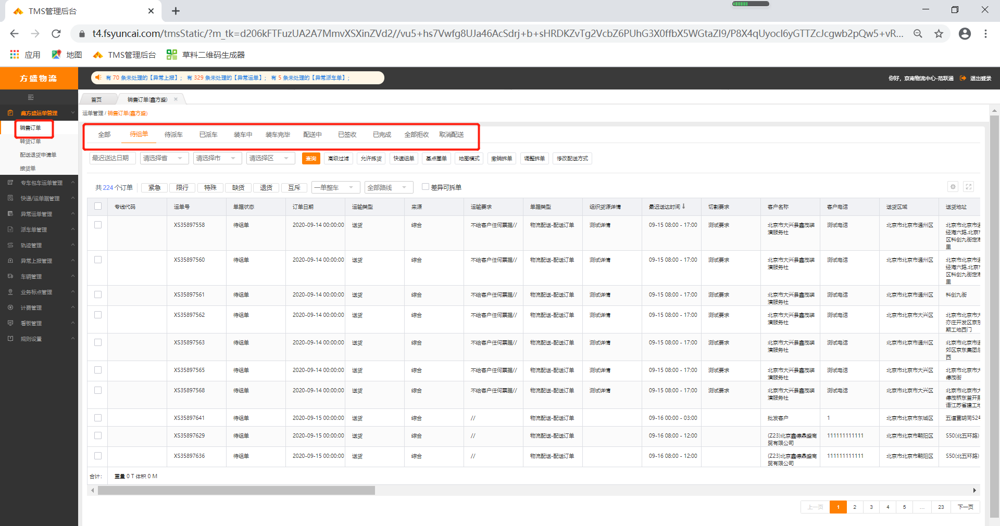 TMS管理后台
t4.fsyuncai.com/tmsStatic/?m_tk=d206kFTFuzUA2A7MmvXSXinZVd2//vu5+hs7Vwfg8UJa46AcSdrj+b+sHRDKZvTg2VcbZ6PUhG3X0ffbX5WGtaZI9/P8X4qUyocI6yGTTZcJcgwb2pQw5+vR...
应用 地图 TMS管理后台 草料二维码生成器
方盛物流
有 70 条未处理的【异常上报】； 有 329 条未处理的【异常运单】； 有 5 条未处理的【异常派车单】；
你好，京南物流中心-范跃通 退出登录
首页 销售订单(鑫方盛)
运单管理 / 销售订单(鑫方盛)
鑫方盛运单管理
销售订单
转货订单
配送退货申请单
接货单
专车包车运单管理
快递/运单据管理
异常运单管理
派车单管理
轨迹管理
异常上报管理
车辆管理
业务标点管理
计费管理
看板管理
规则设置
全部 待组单 待派车 已派车 装车中 装车完毕 配送中 已签收 已完成 全部拒收 取消配送
最迟送达日期 请选择省 请选择市 请选择区 查询 高级过滤 允许拣货 快速组单 基点圈单 地图模式 撤销拆单 调整拆单 修改配送方式
共 224 个订单 紧急 限行 特殊 缺货 退货 互斥 一单整车 全部路线 差异可拆单
专线代码 运单号 单据状态 订单日期 运输类型 来源 运输要求 单据类型 组织货源详情 最迟送达时间 切割要求 客户名称 客户电话 送货区域 送货地址
XS35897558 待组单 2020-09-14 00:00:00 送货 综合 不给客户任何票据// 物流配送-配送订单 测试详情 09-15 08:00 - 17:00 测试要求 北京市大兴县鑫茂装 测试电话 北京市北京市通州区 北京市北京市通
潢服务社 经海六路,北京市
区科创九街定海
里
XS35897560 待组单 2020-09-14 00:00:00 送货 综合 不给客户任何票据// 物流配送-配送订单 测试详情 09-15 08:00 - 17:00 测试要求 北京市大兴县鑫茂装 测试电话 北京市北京市通州区 北京市北京市通
潢服务社 经海六路,北京市
区科创九街定海
里
XS35897561 待组单 2020-09-14 00:00:00 送货 综合 不给客户任何票据// 物流配送-配送订单 测试详情 09-15 08:00 - 17:00 测试要求 北京市大兴县鑫茂装 测试电话 北京市北京市通州区 科创九街
潢服务社
XS35897562 待组单 2020-09-14 00:00:00 送货 综合 不给客户任何票据// 物流配送-配送订单 测试详情 09-15 08:00 - 17:00 测试要求 北京市大兴县鑫茂装 测试电话 北京市北京市大兴区 北京市北京市大
潢服务社 亦庄开发区京东
期工地西门
XS35897563 待组单 2020-09-14 00:00:00 送货 综合 不给客户任何票据// 物流配送-配送订单 测试详情 09-15 08:00 - 17:00 测试要求 北京市大兴县鑫茂装 测试电话 北京市北京市通州区 北京市北京市通
潢服务社 郊区京东集团总
西
XS35897565 待组单 2020-09-14 00:00:00 送货 综合 不给客户任何票据// 物流配送-配送订单 测试详情 09-15 08:00 - 17:00 测试要求 北京市大兴县鑫茂装 测试电话 北京市北京市大兴区 北京市北京市大
潢服务社 德茂街
XS35897568 待组单 2020-09-14 00:00:00 送货 综合 不给客户任何票据// 物流配送-配送订单 测试详情 09-15 08:00 - 17:00 测试要求 北京市大兴县鑫茂装 测试电话 北京市北京市大兴区 北京市北京市大
潢服务社 德茂桥东首开
语江苏省建工地
XS35897641 待组单 2020-09-15 00:00:00 送货 综合 // 物流配送-配送订单 09-16 00:00 - 03:00 批发客户 1 北京市北京市东城区 五道营胡同52号
XS35897629 待组单 2020-09-15 00:00:00 送货 综合 // 物流配送-配送订单 09-16 08:00 - 12:00 (Z23)北京鑫德鼎盛商 111111111111 北京市北京市朝阳区 S50(北五环路)
贸有限公司
XS35897636 待组单 2020-09-15 00:00:00 送货 综合 // 物流配送-配送订单 09-16 08:00 - 12:00 (Z23)北京鑫德鼎盛商 111111111111 北京市北京市朝阳区 S50(北五环路)
贸有限公司
合计： 重量 0 T 体积 0 M
上一页 1 2 3 4 5 ... 23 下一页